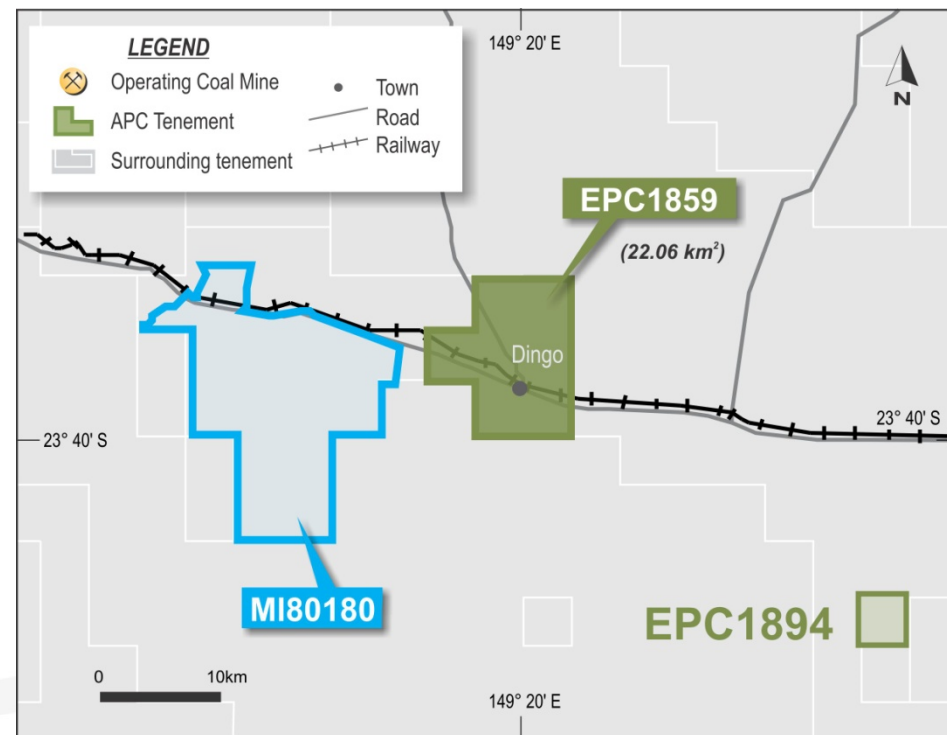 LEGEND
Operating Coal Mine
APC Tenement
Surrounding tenement
Town
Road
Railway
149° 20' E
N
EPC1859
(22.06 km²)
Dingo
23° 40' S
23° 40' S
MI80180
EPC1894
0 10km
149° 20' E